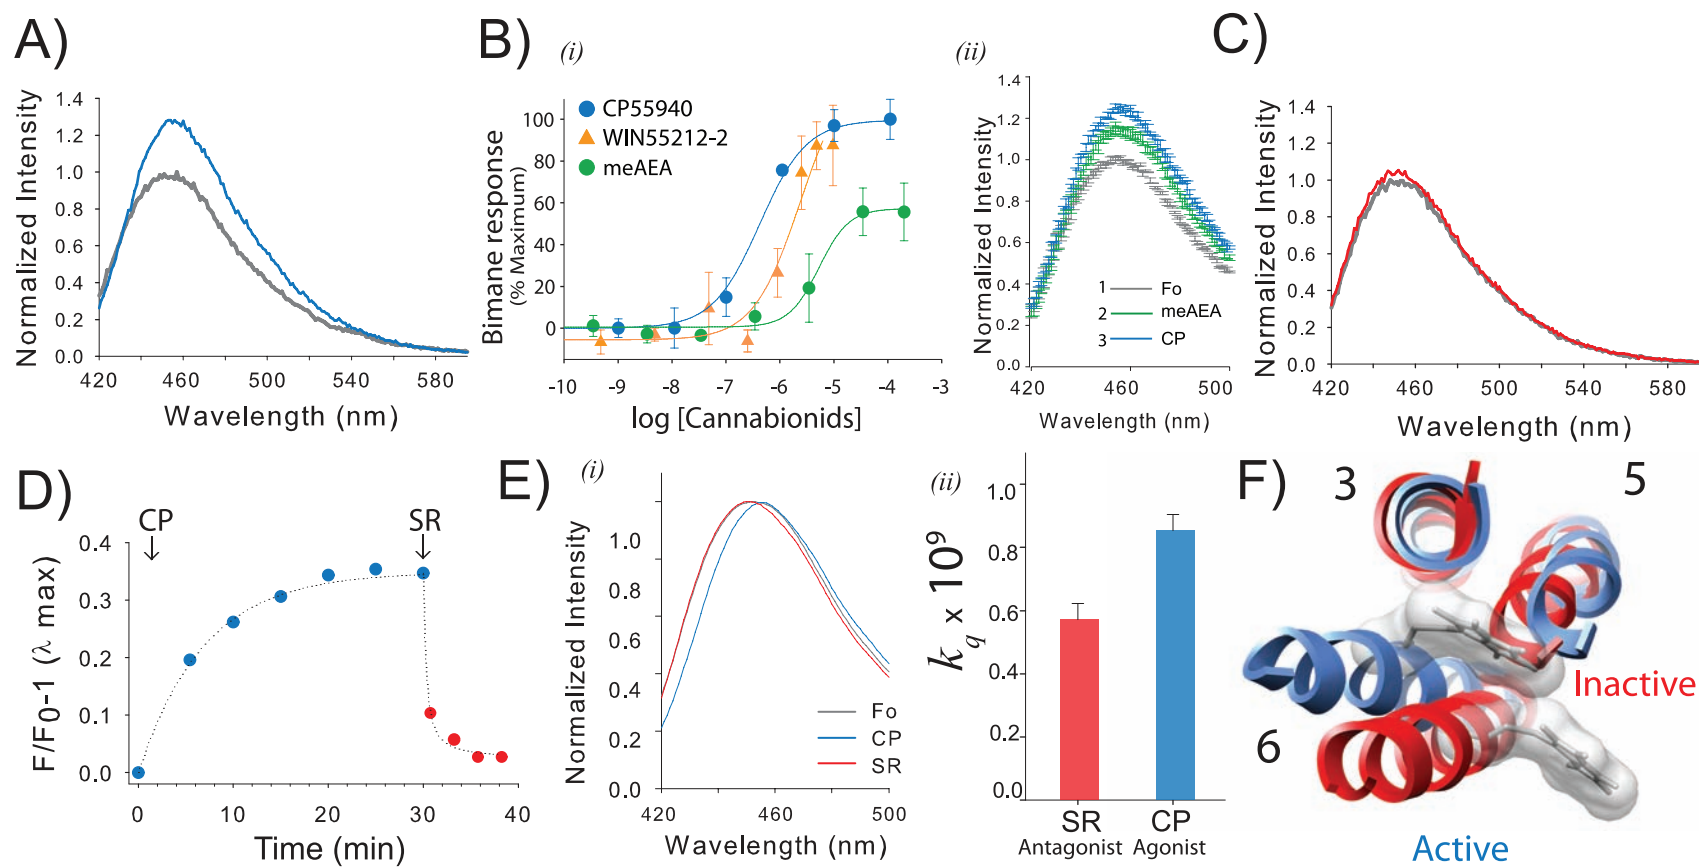 A)
Normalized Intensity
1.4
1.2
1.0
0.8
0.6
0.4
0.2
0.0
420 460 500 540 580
Wavelength (nm)
B)
(i)
CP55940
WIN55212-2
meAEA
Bimane response
(% Maximum)
100
80
60
40
20
0
-10 -9 -8 -7 -6 -5 -4 -3
log [Cannabionids]
(ii)
Normalized Intensity
1.4
1.2
1.0
0.8
0.6
0.4
0.2
0.0
1 Fo
2 meAEA
3 CP
420 460 500
Wavelength (nm)
C)
Normalized Intensity
1.4
1.2
1.0
0.8
0.6
0.4
0.2
0.0
420 460 500 540 580
Wavelength (nm)
D)
CP
SR
F/F0-1 (λ max)
0.4
0.3
0.2
0.1
0.0
0 10 20 30 40
Time (min)
E)
(i)
Normalized Intensity
1.0
0.8
0.6
0.4
0.2
0.0
Fo
CP
SR
420 460 500
Wavelength (nm)
(ii)
kq x 10⁹
1.0
0.8
0.6
0.4
0.2
0.0
SR CP
Antagonist Agonist
F)
3
5
Inactive
6
Active